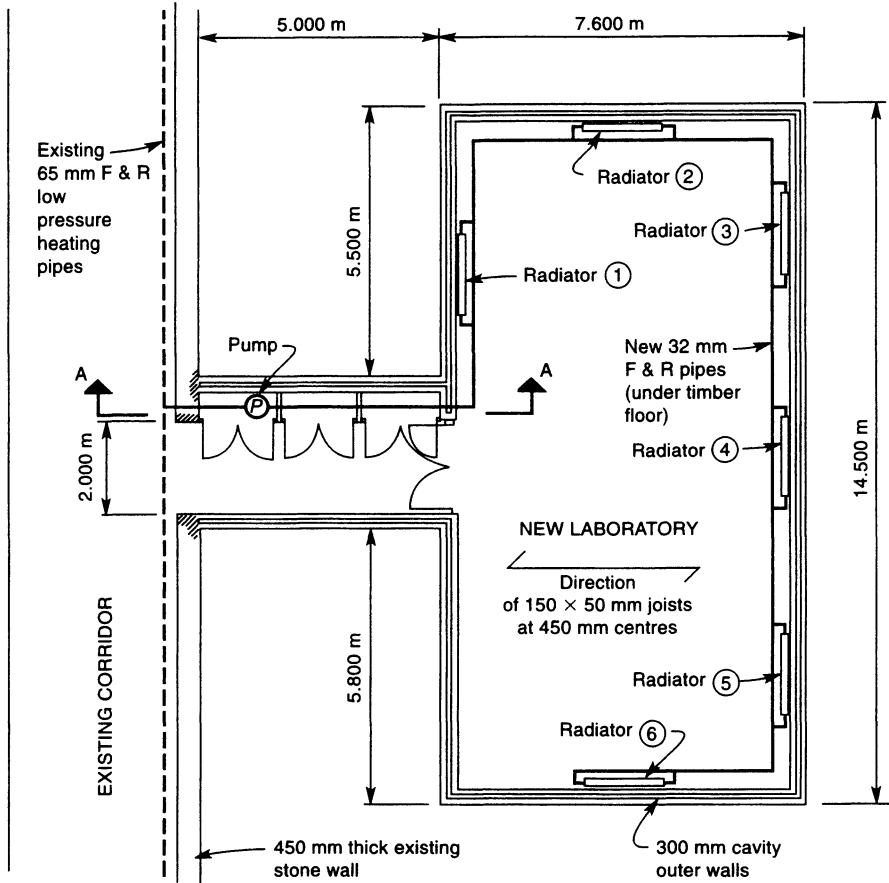 5.000 m
7.600 m
Existing
65 mm F & R
low
pressure
heating
pipes
5.500 m
Radiator 2
Radiator 3
Radiator 1
Pump
New 32 mm
F & R pipes
(under timber
floor)
A
A
P
2.000 m
Radiator 4
14.500 m
NEW LABORATORY
Direction
of 150 × 50 mm joists
at 450 mm centres
EXISTING CORRIDOR
5.800 m
Radiator 5
Radiator 6
450 mm thick existing
stone wall
300 mm cavity
outer walls